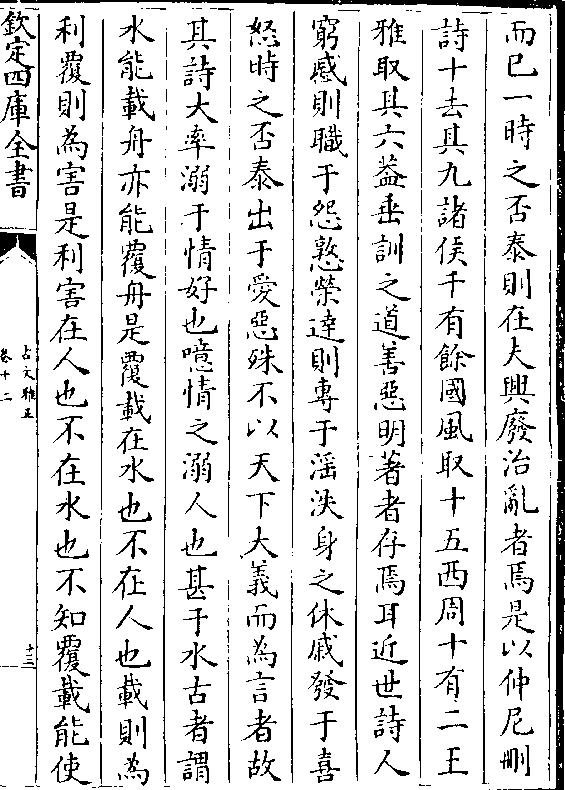 而已一時之否泰則在夫興廢治亂者焉是以仲尼刪
詩十去其九諸侯千有餘國風取十五西周十有二王
雅取其六蓋垂訓之道善惡明著者存焉耳近世詩人
窮慼則職于怨憝榮達則專于滛泆身之休戚發于喜
怒時之否泰出于愛惡殊不以天下大義而為言者故
其詩大率溺于情好也噫情之溺人也甚于水古者謂
水能載舟亦能覆舟是覆載在水也不在人也載則為
利覆則為害是利害在人也不在水也不知覆載能使
欽定四庫全書
古文雅正
卷十二
十三